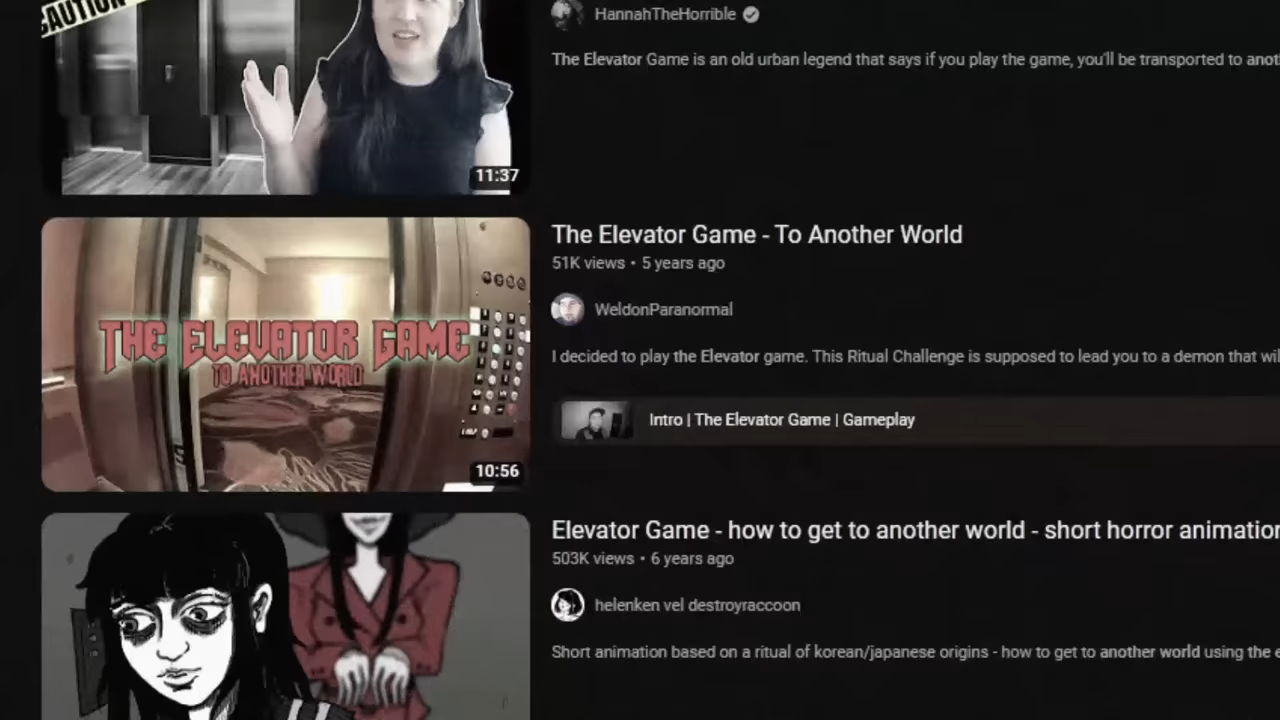 CAUTION
HannahTheHorrible
The Elevator Game is an old urban legend that says if you play the game, you'll be transported to anot
11:37
The Elevator Game - To Another World
51K views • 5 years ago
WeldonParanormal
THE ELEVATOR GAME
TO ANOTHER WORLD
I decided to play the Elevator game. This Ritual Challenge is supposed to lead you to a demon that wil
Intro | The Elevator Game | Gameplay
10:56
Elevator Game - how to get to another world - short horror animation
503K views • 6 years ago
helenken vel destroyraccoon
Short animation based on a ritual of korean/japanese origins - how to get to another world using the e